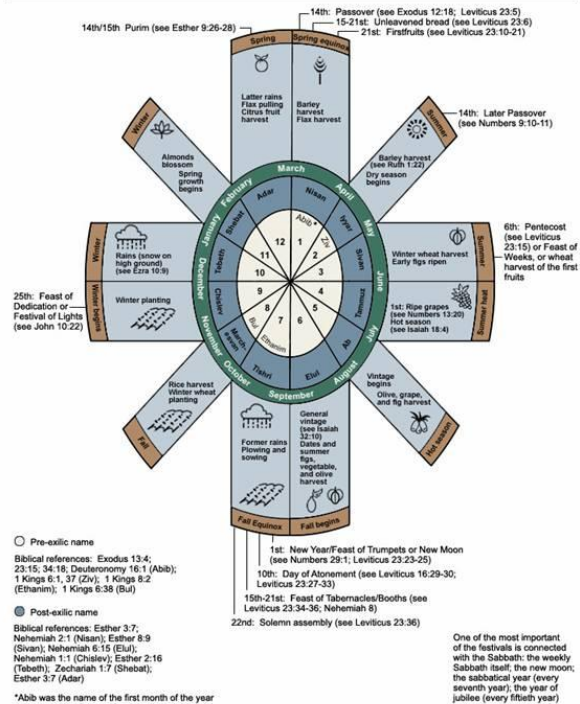 14th: Passover (see Exodus 12:18; Leviticus 23:5)
15-21st: Unleavened bread (see Leviticus 23:6)
21st: Firstfruits (see Leviticus 23:10-21)
14th/15th Purim (see Esther 9:26-28)
Spring
Spring equinox
Latter rains
Flax pulling
Citrus fruit
harvest
Barley
harvest
Flax harvest
Winter
Almonds
blossom
Spring
growth
begins
Summer
14th: Later Passover
(see Numbers 9:10-11)
Barley harvest
(see Ruth 1:22)
Dry season
begins
Winter
Rains (snow on
high ground)
(see Ezra 10:9)
Winter begins
Winter planting
25th: Feast of
Dedication or
Festival of Lights
(see John 10:22)
Summer
Winter wheat harvest
Early figs ripen
6th: Pentecost
(see Leviticus
23:15) or Feast of
Weeks, or wheat
harvest of the first
fruits
Summer heat
1st: Ripe grapes
(see Numbers 13:20)
Hot season
(see Isaiah 18:4)
Fall
Rice harvest
Winter wheat
planting
Hot season
Vintage
begins
Olive, grape,
and fig harvest
Former rains
Plowing and
sowing
General
vintage
(see Isaiah
32:10)
Dates and
summer
figs,
vegetable,
and olive
harvest
Fall Equinox
Fall begins
January
February
March
April
May
June
July
August
September
October
November
December
Adar
Nisan
Iyyar
Sivan
Tammuz
Ab
Elul
Tishri
March-
esvan
Chislev
Tebeth
Shebat
Abib*
Ziv
Ethanim
Bul
12
1
11
2
10
3
9
4
8
5
7
6
1st: New Year/Feast of Trumpets or New Moon
(see Numbers 29:1; Leviticus 23:23-25)
10th: Day of Atonement (see Leviticus 16:29-30;
Leviticus 23:27-33)
15th-21st: Feast of Tabernacles/Booths (see
Leviticus 23:34-36; Nehemiah 8)
22nd: Solemn assembly (see Leviticus 23:36)
Pre-exilic name
Biblical references: Exodus 13:4;
23:15; 34:18; Deuteronomy 16:1 (Abib);
1 Kings 6:1, 37 (Ziv); 1 Kings 8:2
(Ethanim); 1 Kings 6:38 (Bul)
Post-exilic name
Biblical references: Esther 3:7;
Nehemiah 2:1 (Nisan); Esther 8:9
(Sivan); Nehemiah 6:15 (Elul);
Nehemiah 1:1 (Chislev); Esther 2:16
(Tebeth); Zechariah 1:7 (Shebat);
Esther 3:7 (Adar)
*Abib was the name of the first month of the year
One of the most important
of the festivals is connected
with the Sabbath: the weekly
Sabbath itself; the new moon;
the sabbatical year (every
seventh year); the year of
jubilee (every fiftieth year)